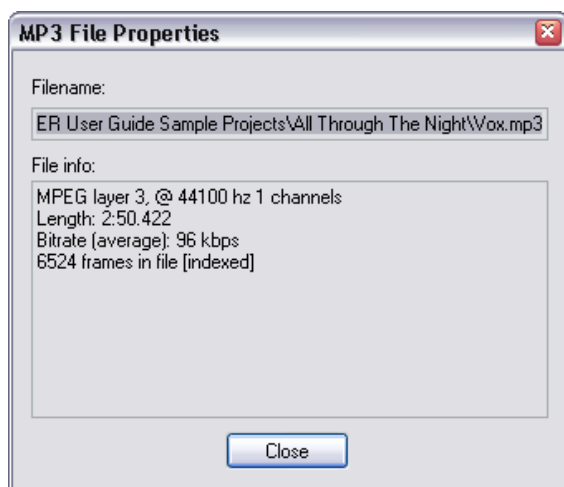 MP3 File Properties
Filename:
ER User Guide Sample Projects\All Through The Night\Vox.mp3
File info:
MPEG layer 3, @ 44100 hz 1 channels
Length: 2:50.422
Bitrate (average): 96 kbps
6524 frames in file [indexed]
Close